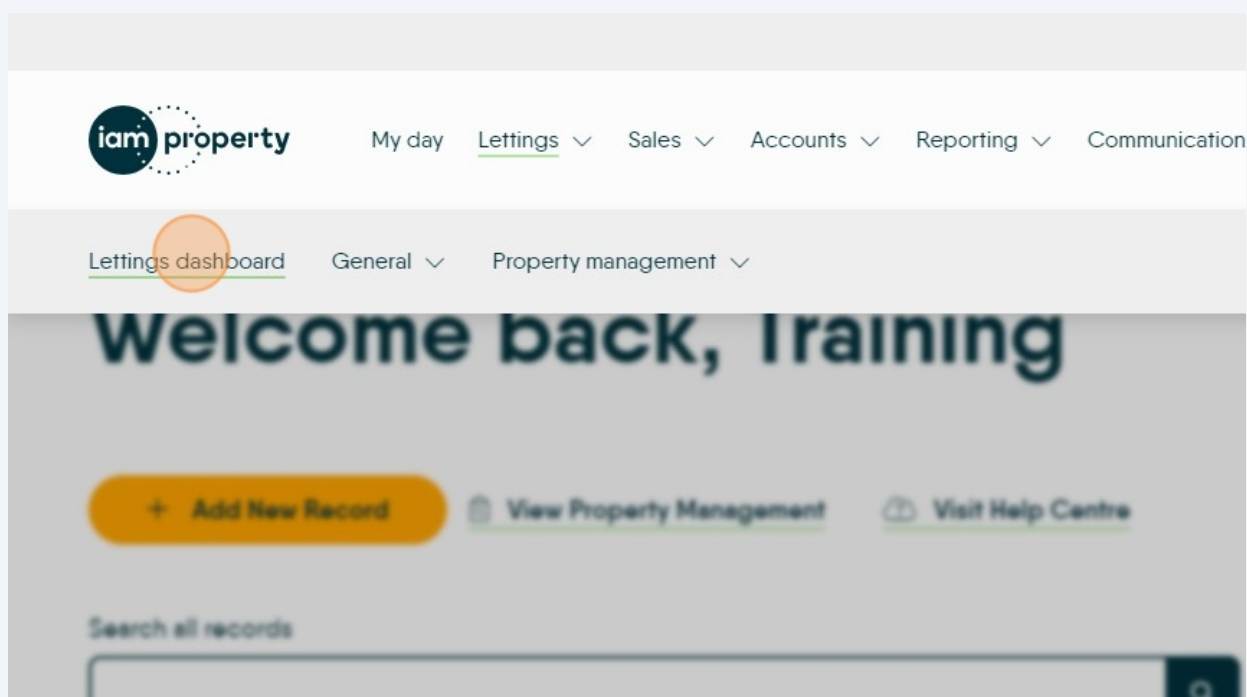 iam property
My day Lettings Sales Accounts Reporting Communication
Lettings dashboard General Property management
Welcome back, Training
+ Add New Record View Property Management Visit Help Centre
Search all records